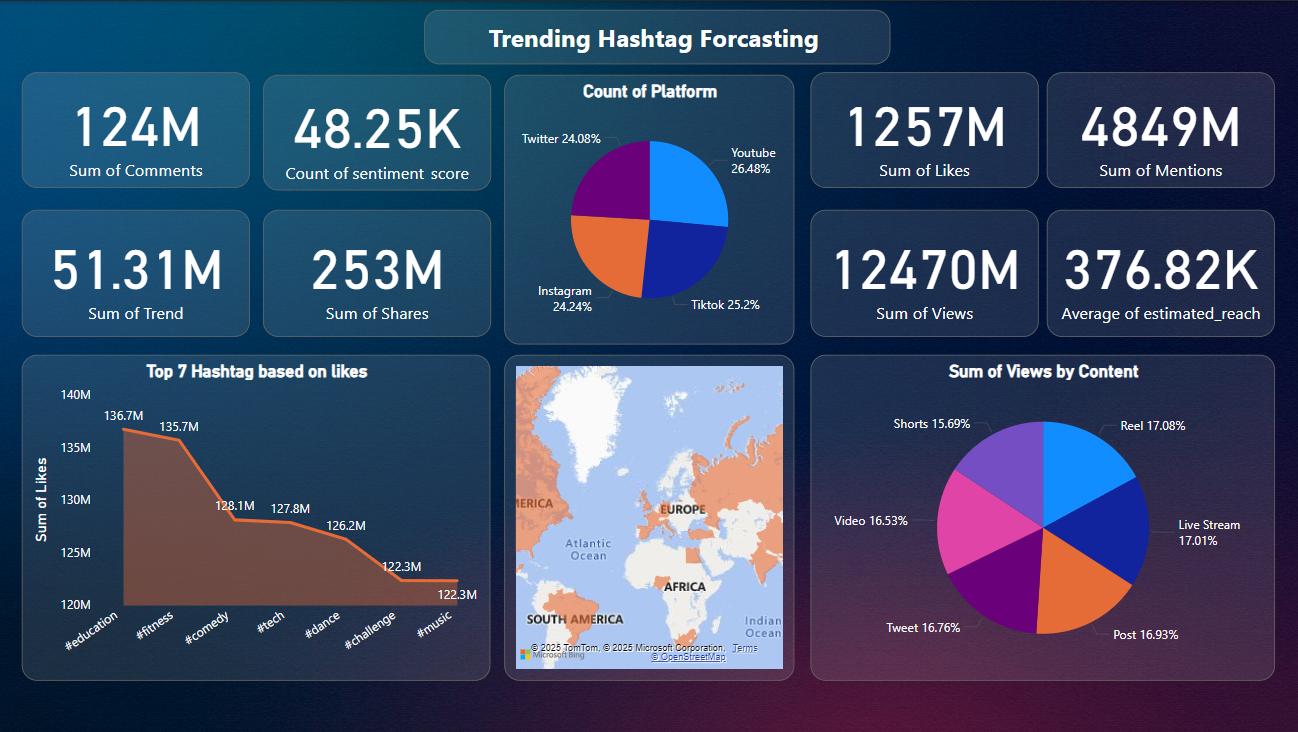 Trending Hashtag Forcasting
124M
Sum of Comments
48.25K
Count of sentiment score
51.31M
Sum of Trend
253M
Sum of Shares
Count of Platform
Twitter 24.08%
Youtube
26.48%
Instagram
24.24%
Tiktok 25.2%
1257M
Sum of Likes
4849M
Sum of Mentions
12470M
Sum of Views
376.82K
Average of estimated_reach
Top 7 Hashtag based on likes
Sum of Likes
140M
135M
130M
125M
120M
136.7M
135.7M
128.1M
127.8M
126.2M
122.3M
122.3M
#education
#fitness
#comedy
#tech
#dance
#challenge
#music
MERICA
EUROPE
Atlantic
Ocean
AFRICA
SOUTH AMERICA
Indian
Ocean
© 2025 TomTom, © 2025 Microsoft Corporation, Terms
Microsoft Bing
© OpenStreetMap
Sum of Views by Content
Shorts 15.69%
Reel 17.08%
Video 16.53%
Live Stream
17.01%
Tweet 16.76%
Post 16.93%